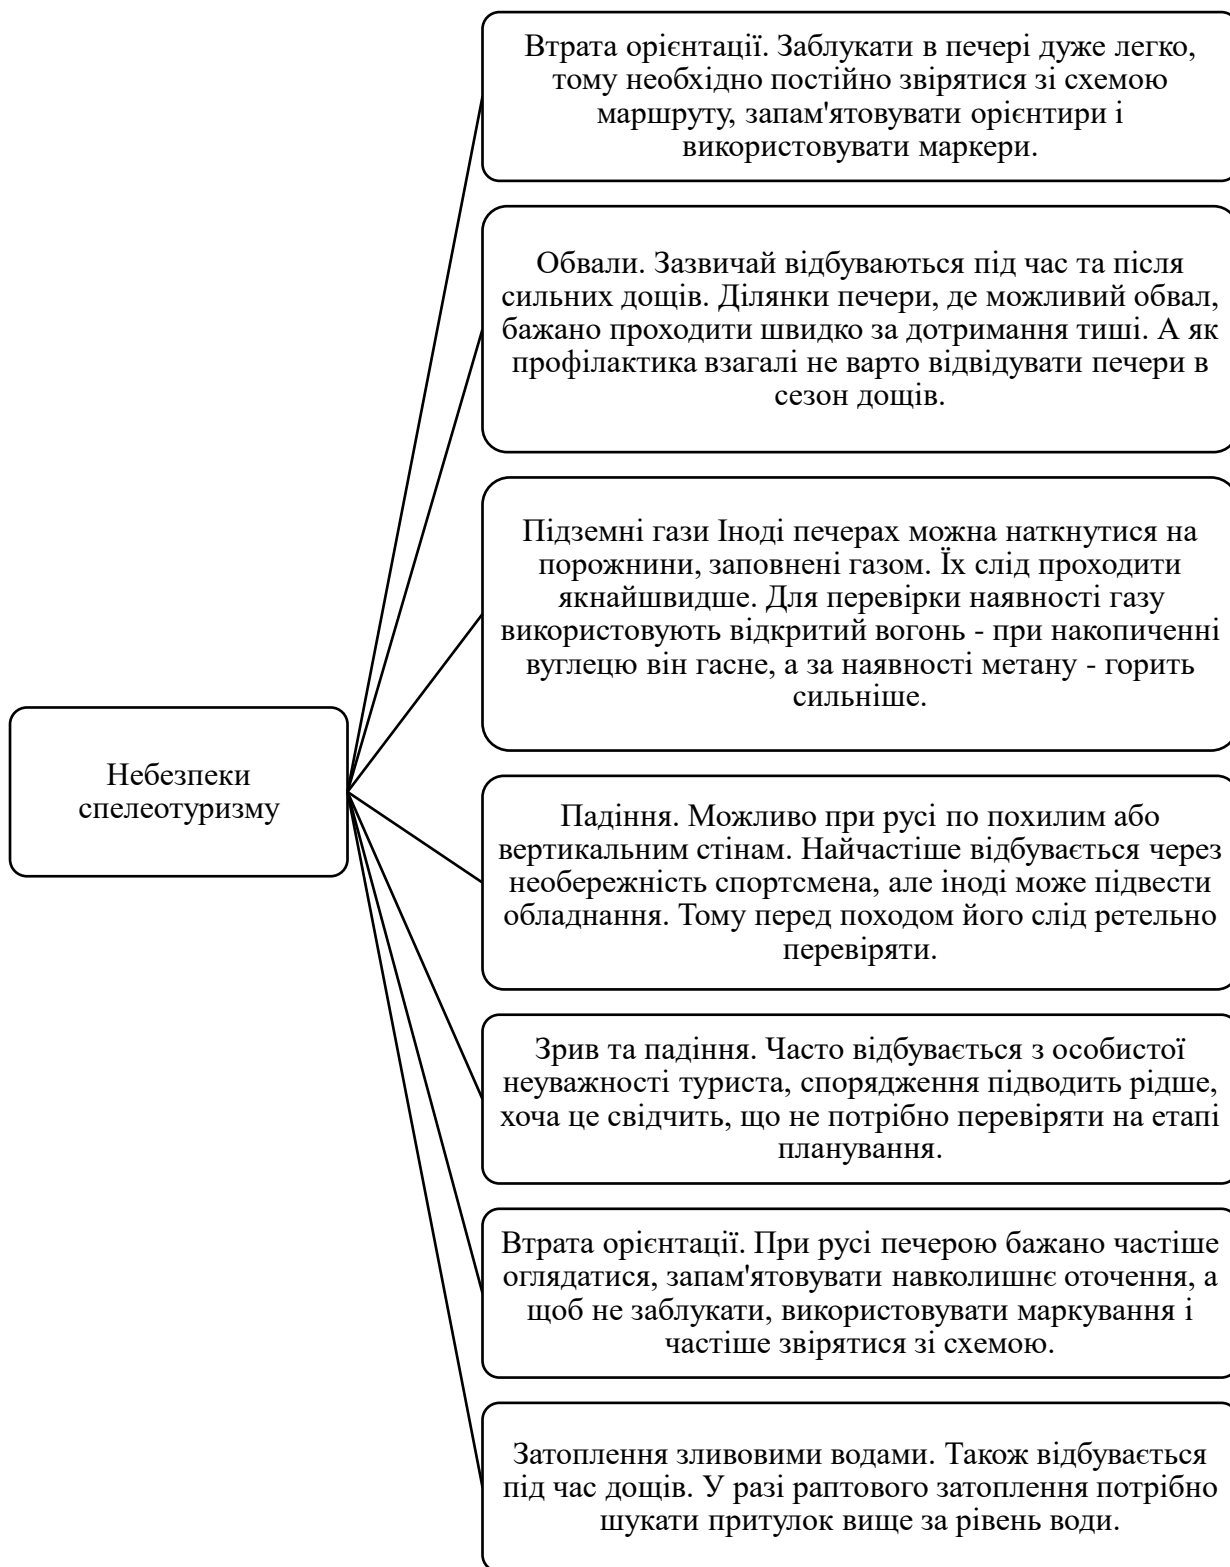 Втрата орієнтації. Заблукати в печері дуже легко,
тому необхідно постійно звірятися зі схемою
маршруту, запам'ятовувати орієнтири і
використовувати маркери.
Обвали. Зазвичай відбуваються під час та після
сильних дощів. Ділянки печери, де можливий обвал,
бажано проходити швидко за дотримання тиші. А як
профілактика взагалі не варто відвідувати печери в
сезон дощів.
Підземні гази Іноді печерах можна наткнутися на
порожнини, заповнені газом. Їх слід проходити
якнайшвидше. Для перевірки наявності газу
використовують відкритий вогонь - при накопиченні
вуглецю він гасне, а за наявності метану - горить
сильніше.
Небезпеки
спелеотуризму
Падіння. Можливо при русі по похилим або
вертикальним стінам. Найчастіше відбувається через
необережність спортсмена, але іноді може підвести
обладнання. Тому перед походом його слід ретельно
перевіряти.
Зрив та падіння. Часто відбувається з особистої
неуважності туриста, спорядження підводить рідше,
хоча це свідчить, що не потрібно перевіряти на етапі
планування.
Втрата орієнтації. При русі печерою бажано частіше
оглядатися, запам'ятовувати навколишнє оточення, а
щоб не заблукати, використовувати маркування і
частіше звірятися зі схемою.
Затоплення зливовими водами. Також відбувається
під час дощів. У разі раптового затоплення потрібно
шукати притулок вище за рівень води.